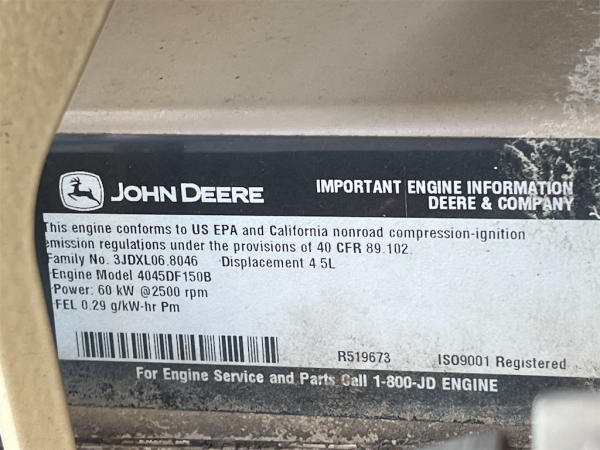 JOHN DEERE
IMPORTANT ENGINE INFORMATION
DEERE & COMPANY
This engine conforms to US EPA and California nonroad compression-ignition
emission regulations under the provisions of 40 CFR 89.102.
Family No. 3JDXL06.8046 Displacement 4.5L
Engine Model 4045DF150B
Power: 60 kW @2500 rpm
FEL 0.29 g/kW-hr Pm
R519673 ISO9001 Registered
For Engine Service and Parts Call 1-800-JD ENGINE